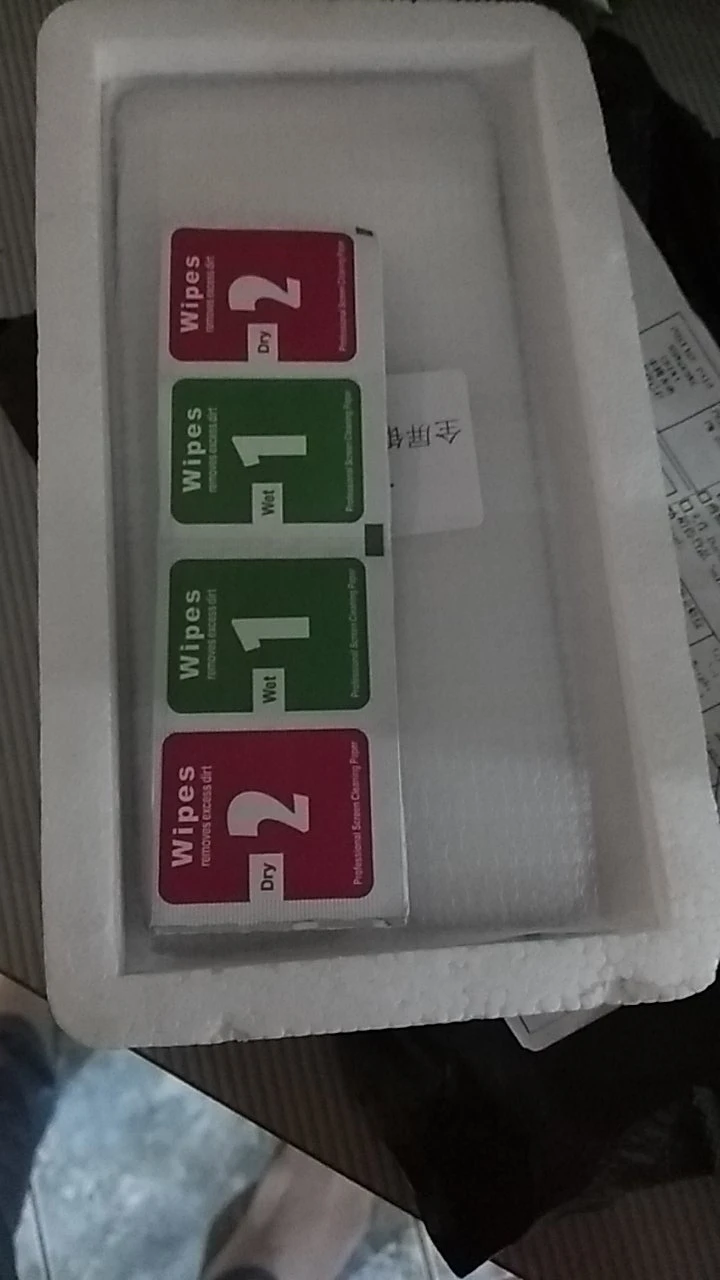 Wipes
removes excess dirt
2
Dry
Professional Screen Cleaning Paper
Wipes
removes excess dirt
1
Wet
Professional Screen Cleaning Paper
Wipes
removes excess dirt
1
Wet
Professional Screen Cleaning Paper
Wipes
removes excess dirt
2
Dry
Professional Screen Cleaning Paper
全屏